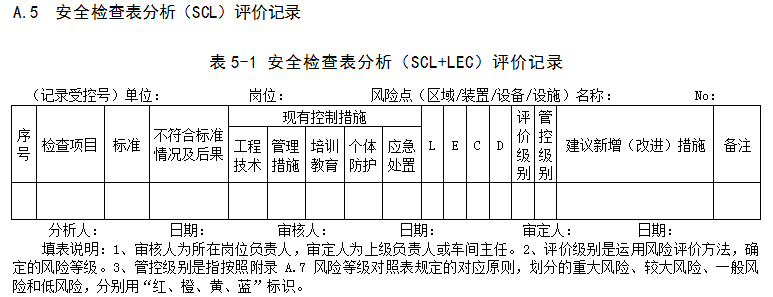 A.5 安全检查表分析（SCL）评价记录
表 5-1 安全检查表分析（SCL+LEC）评价记录
（记录受控号）单位： 岗位： 风险点（区域/装置/设备/设施）名称： No：
序号 检查项目 标准 不符合标准情况及后果 现有控制措施 L E C D 评价级别 管控级别 建议新增（改进）措施 备注
工程技术 管理措施 培训教育 个体防护 应急处置
分析人： 日期： 审核人： 日期： 审定人： 日期：
填表说明：1、审核人为所在岗位负责人，审定人为上级负责人或车间主任。2、评价级别是运用风险评价方法，确
定的风险等级。3、管控级别是指按照附录 A.7 风险等级对照表规定的对应原则，划分的重大风险、较大风险、一般风
险和低风险，分别用“红、橙、黄、蓝”标识。